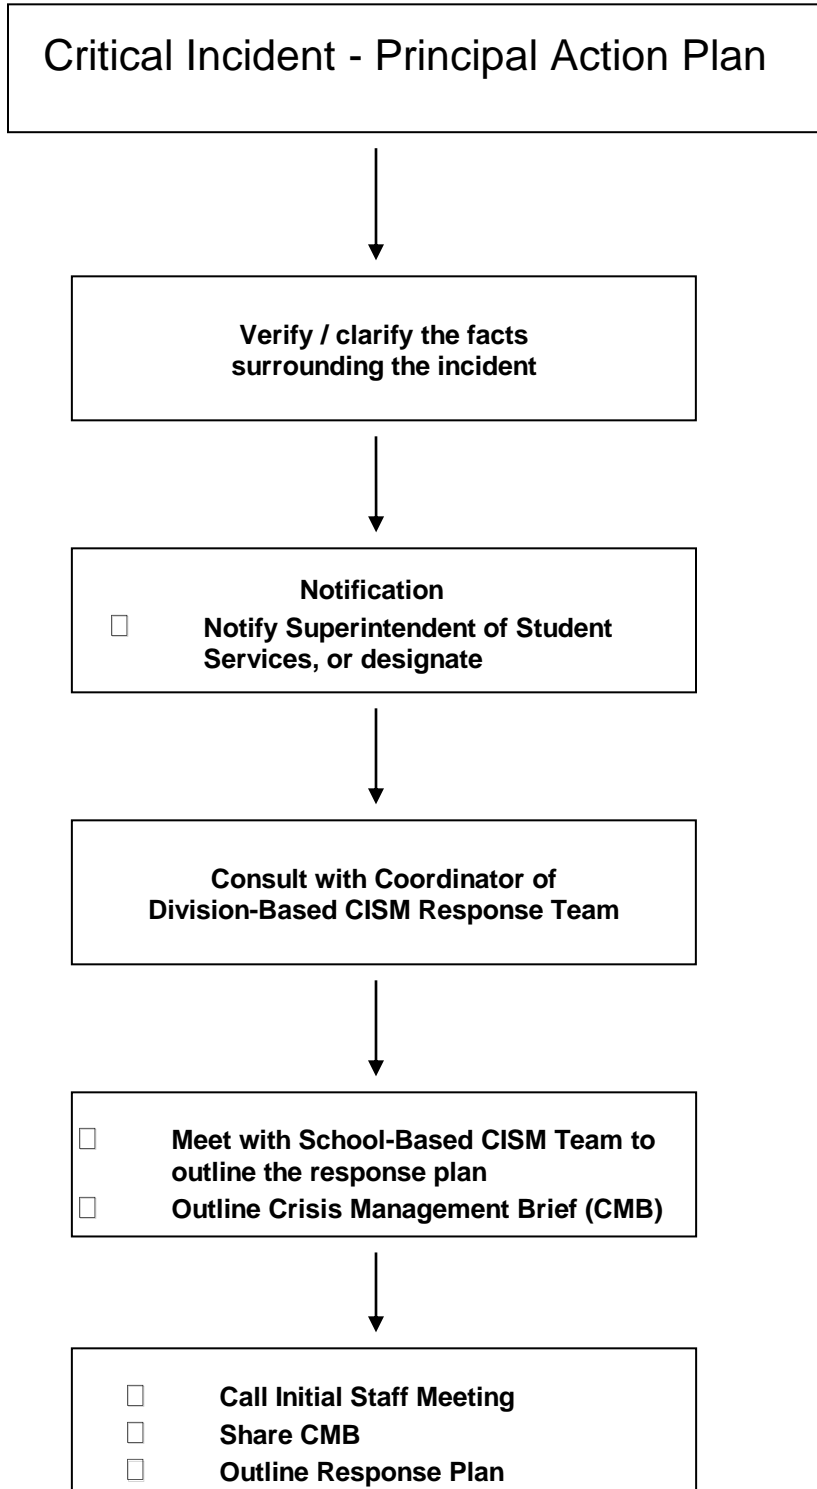 Critical Incident - Principal Action Plan
Verify / clarify the facts
surrounding the incident
Notification
□ Notify Superintendent of Student
Services, or designate
Consult with Coordinator of
Division-Based CISM Response Team
□ Meet with School-Based CISM Team to
outline the response plan
□ Outline Crisis Management Brief (CMB)
□ Call Initial Staff Meeting
□ Share CMB
□ Outline Response Plan